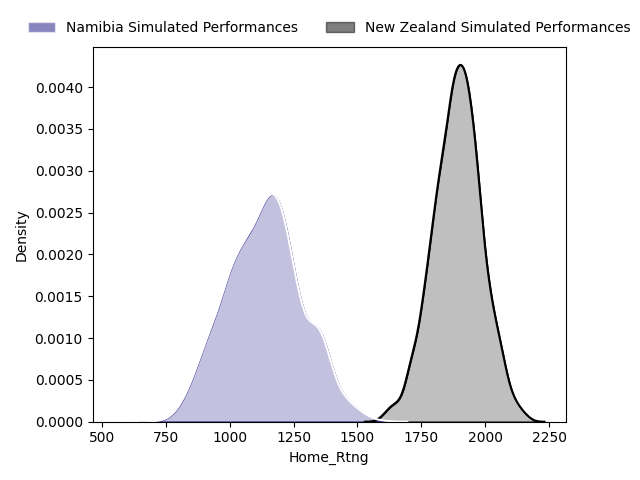 Namibia Simulated Performances New Zealand Simulated Performances
0.0040
0.0035
0.0030
0.0025
0.0020
0.0015
0.0010
0.0005
0.0000
Density
500 750 1000 1250 1500 1750 2000 2250
Home_Rtng